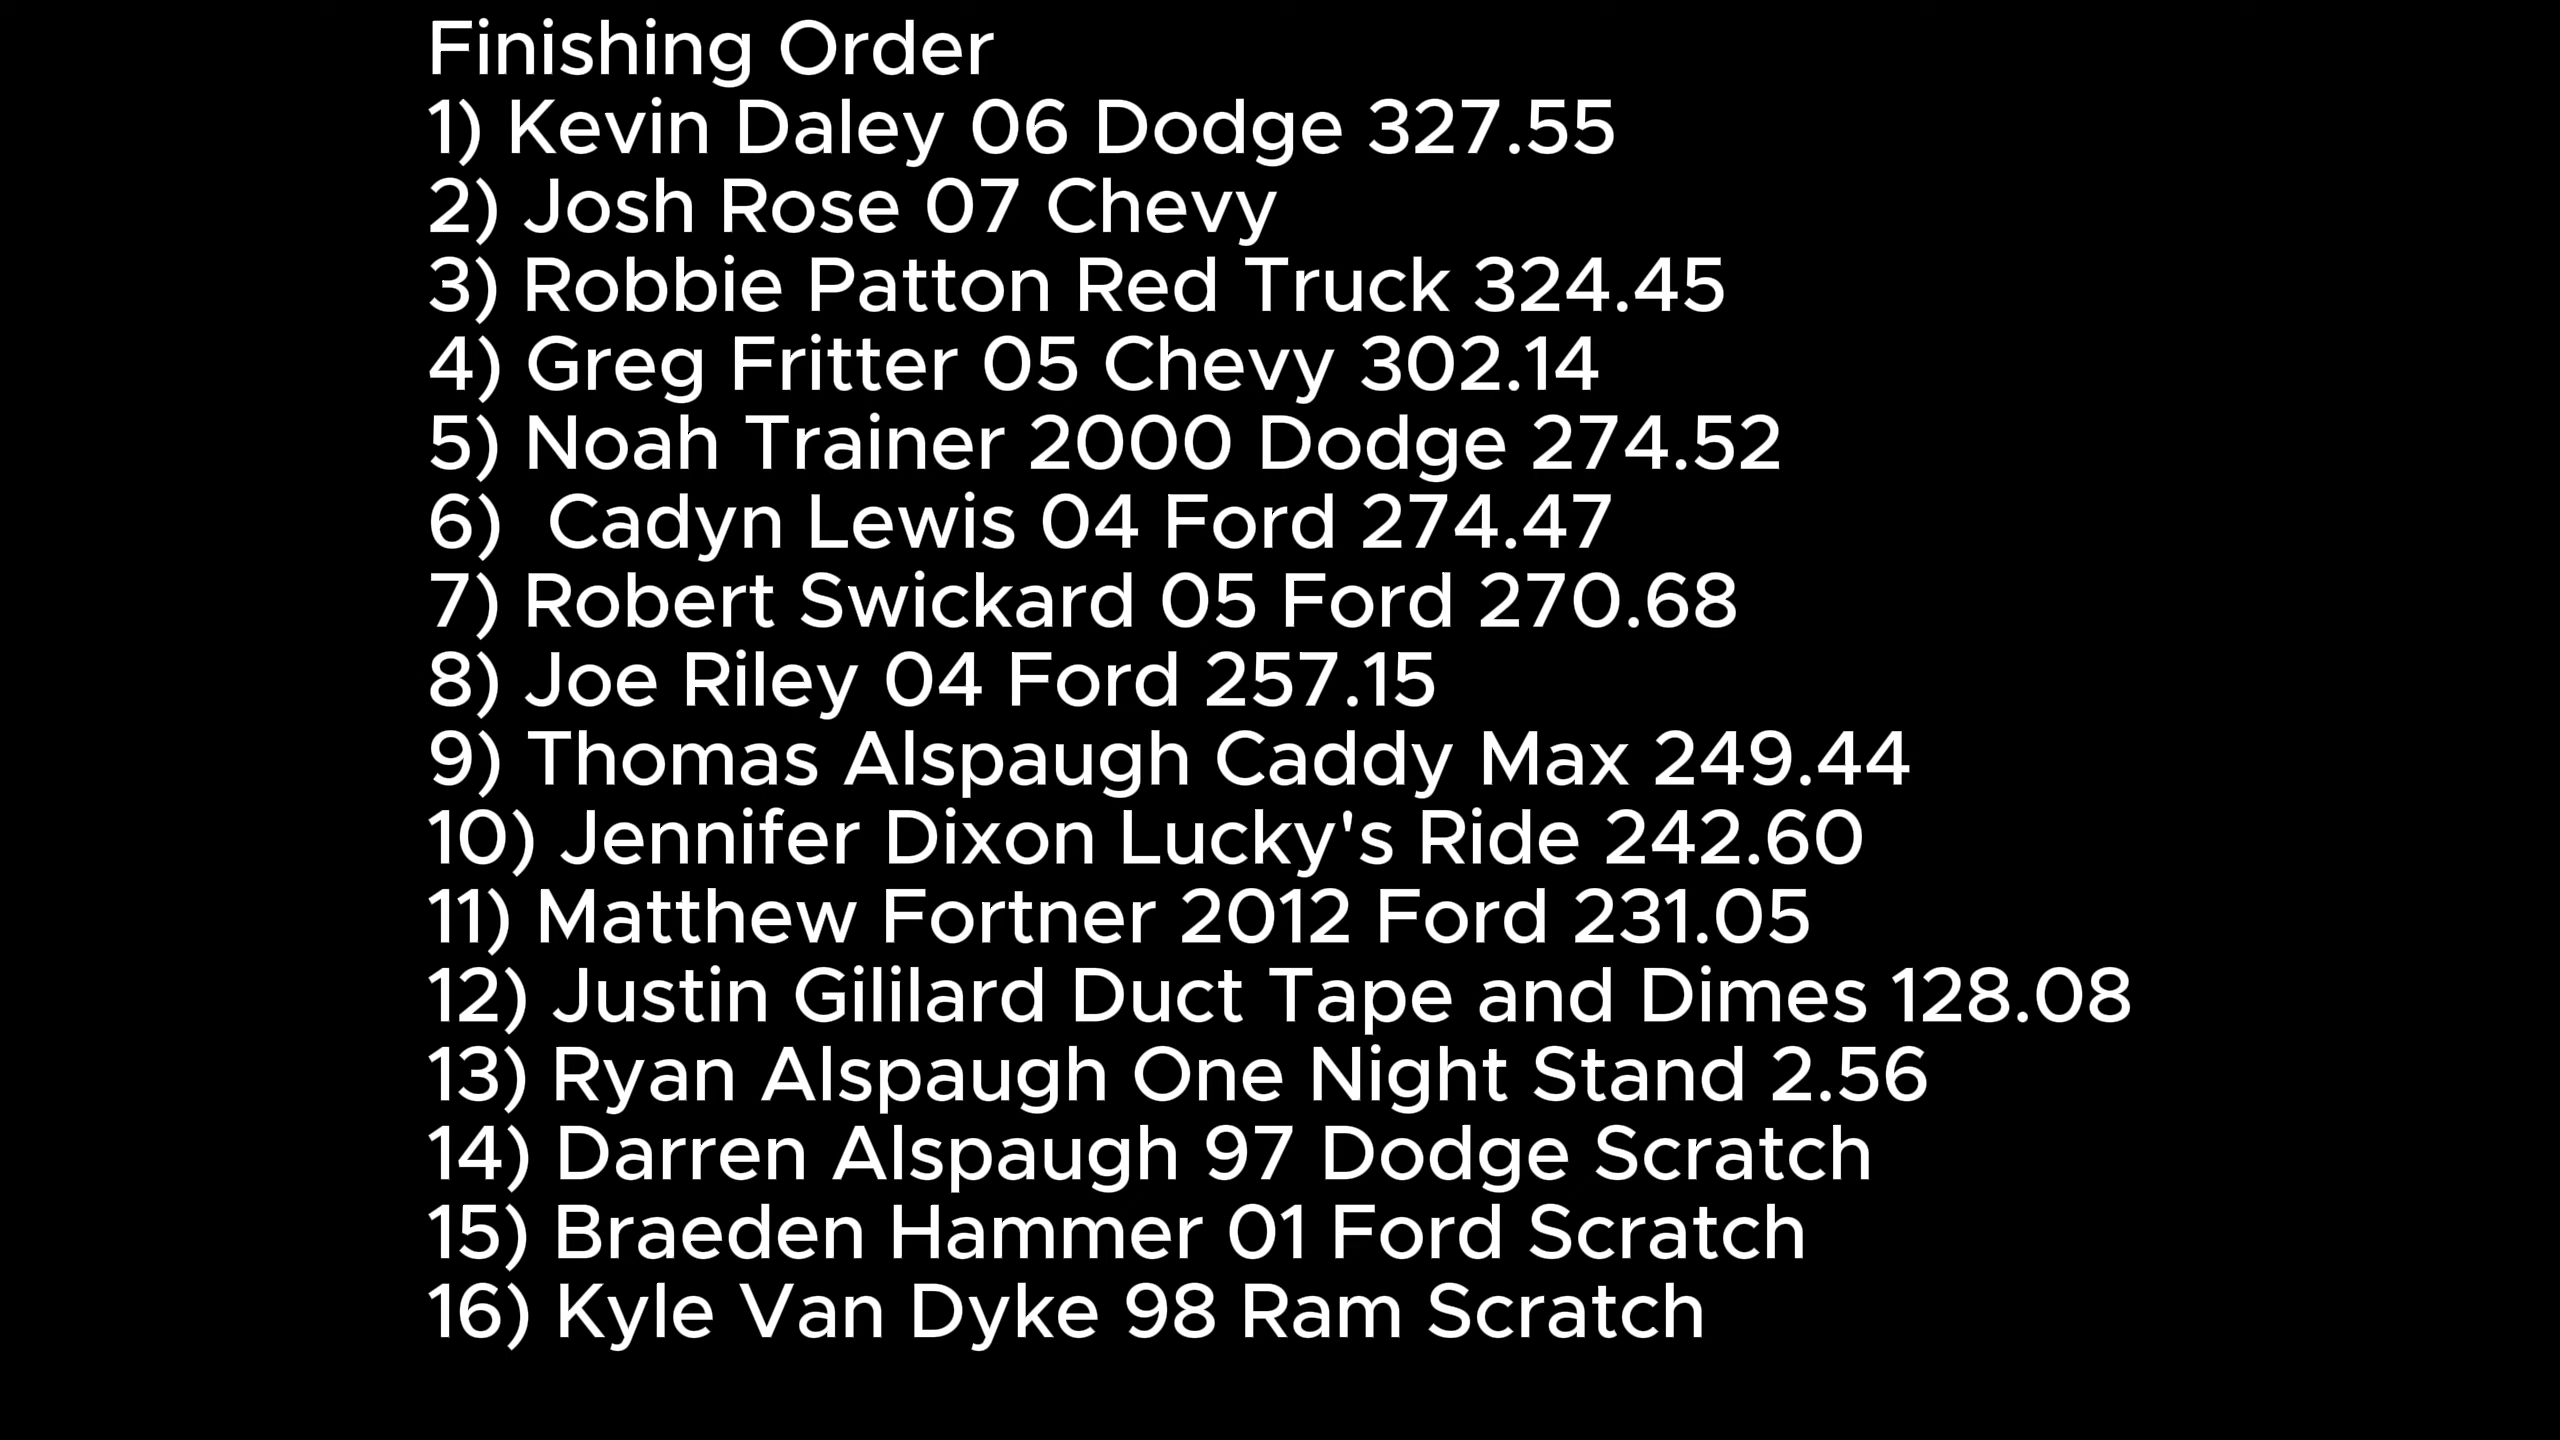 Finishing Order
1) Kevin Daley 06 Dodge 327.55
2) Josh Rose 07 Chevy
3) Robbie Patton Red Truck 324.45
4) Greg Fritter 05 Chevy 302.14
5) Noah Trainer 2000 Dodge 274.52
6)  Cadyn Lewis 04 Ford 274.47
7) Robert Swickard 05 Ford 270.68
8) Joe Riley 04 Ford 257.15
9) Thomas Alspaugh Caddy Max 249.44
10) Jennifer Dixon Lucky's Ride 242.60
11) Matthew Fortner 2012 Ford 231.05
12) Justin Gililard Duct Tape and Dimes 128.08
13) Ryan Alspaugh One Night Stand 2.56
14) Darren Alspaugh 97 Dodge Scratch
15) Braeden Hammer 01 Ford Scratch
16) Kyle Van Dyke 98 Ram Scratch